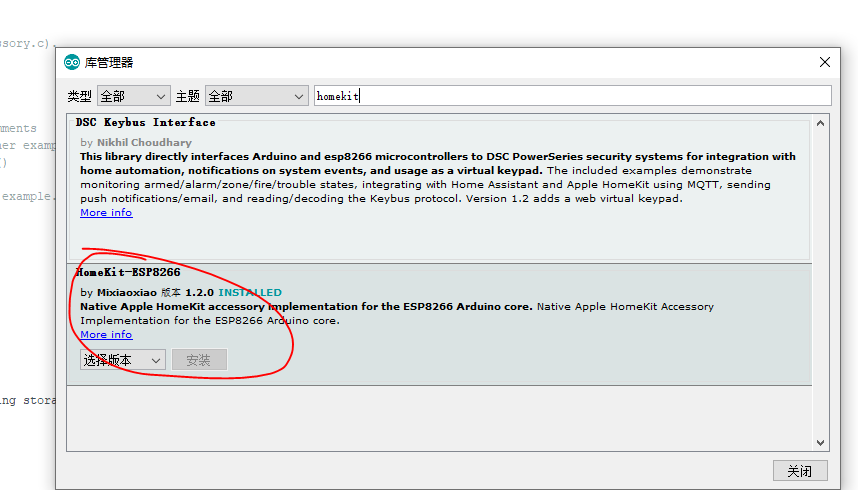 ssory.c).
库管理器
类型 全部 主题 全部 homekit
DSC Keybus Interface
by Nikhil Choudhary
This library directly interfaces Arduino and esp8266 microcontrollers to DSC PowerSeries security systems for integration with
home automation, notifications on system events, and usage as a virtual keypad. The included examples demonstrate
monitoring armed/alarm/zone/fire/trouble states, integrating with Home Assistant and Apple HomeKit using MQTT, sending
push notifications/email, and reading/decoding the Keybus protocol. Version 1.2 adds a web virtual keypad.
More info
HomeKit-ESP8266
by Mixiaoxiao 版本 1.2.0 INSTALLED
Native Apple HomeKit accessory implementation for the ESP8266 Arduino core. Native Apple HomeKit Accessory
Implementation for the ESP8266 Arduino core.
More info
选择版本 安装
关闭
mments
ner examp
()
example.
ing stora